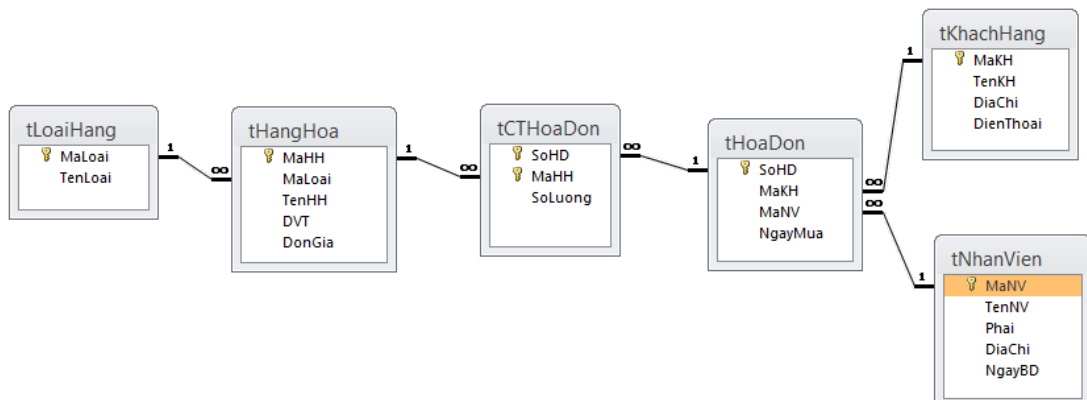 tLoaiHang
MaLoai
TenLoai
1
∞
tHangHoa
MaHH
MaLoai
TenHH
DVT
DonGia
1
∞
tCTHoaDon
SoHD
MaHH
SoLuong
∞
1
tHoaDon
SoHD
MaKH
MaNV
NgayMua
∞
∞
1
tKhachHang
MaKH
TenKH
DiaChi
DienThoai
1
tNhanVien
MaNV
TenNV
Phai
DiaChi
NgayBD